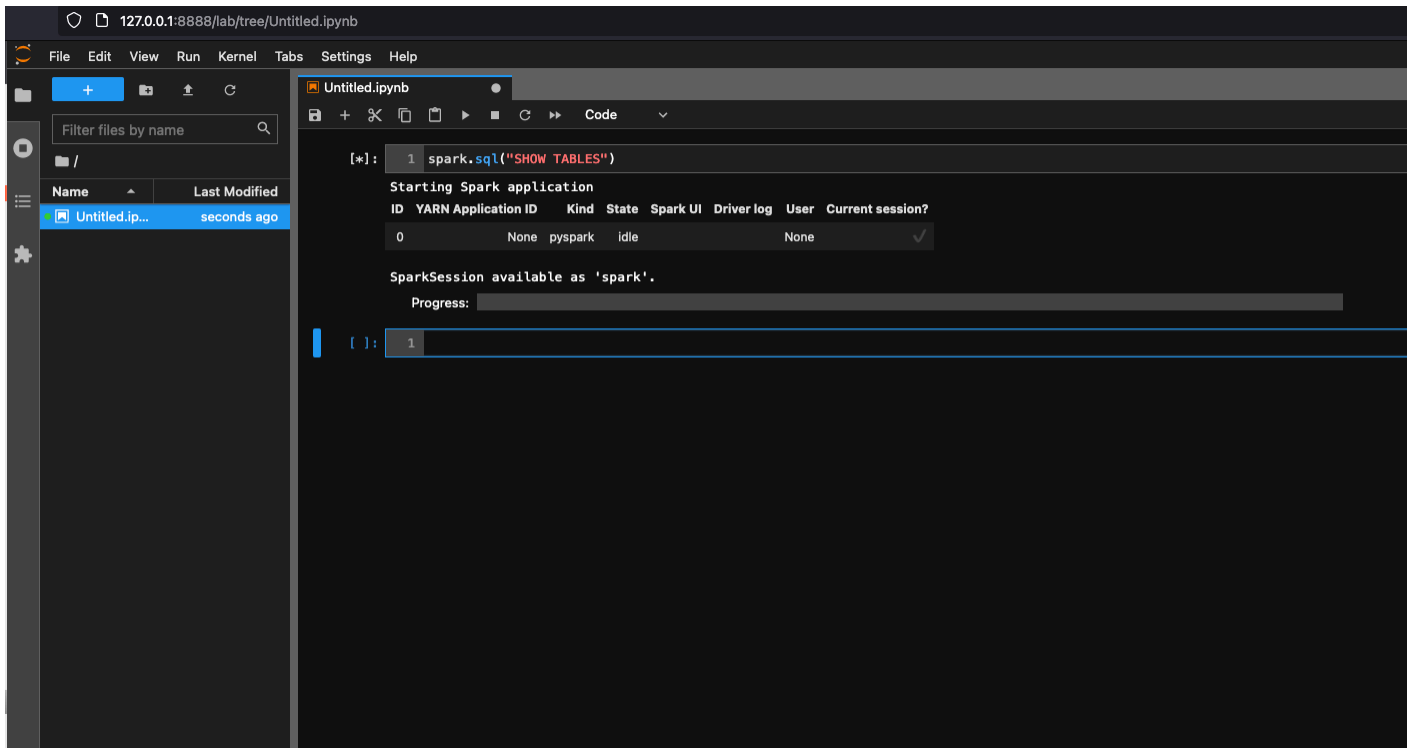 127.0.0.1:8888/lab/tree/Untitled.ipynb
File Edit View Run Kernel Tabs Settings Help
+
Filter files by name
/
Name Last Modified
Untitled.ip... seconds ago
Untitled.ipynb
Code
[*]: 1 spark.sql("SHOW TABLES")
Starting Spark application
ID YARN Application ID Kind State Spark UI Driver log User Current session?
0 None pyspark idle None ✓
SparkSession available as 'spark'.
Progress:
[ ]: 1